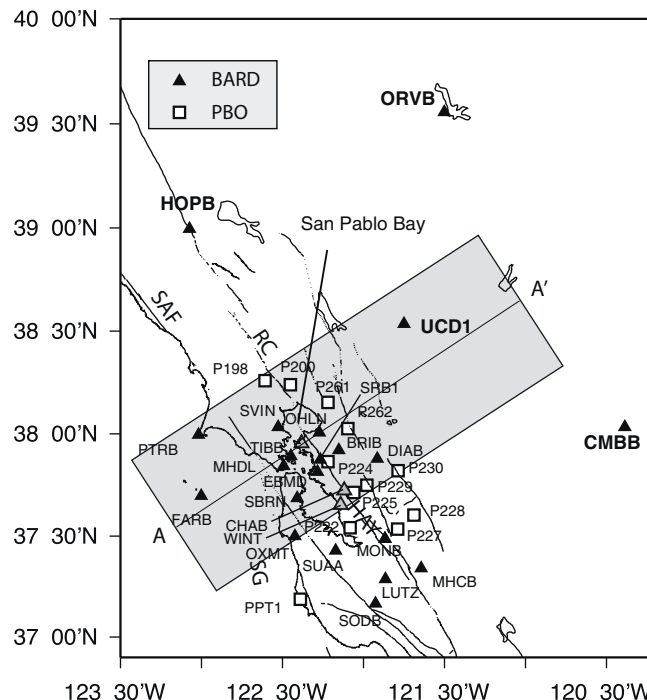 40 00'N
BARD
ORVB
PBO
39 30'N
HOPB
39 00'N
San Pablo Bay
A'
SAF
38 30'N
UCD1
RC
P198
P200
P261
SRB1
SVIN
OHLN
P262
38 00'N
PTRB
TIBB
BRIB
DIAB
CMBB
MHDL
P224
P230
EBMD
P229
SBRN
FARB
P225
P228
CHAB
P222
A
37 30'N
WINT
P227
OXMT
MONB
SUAA
SG
MHCB
LUTZ
PPT1
SODB
37 00'N
123 30'W
122 30'W
121 30'W
120 30'W